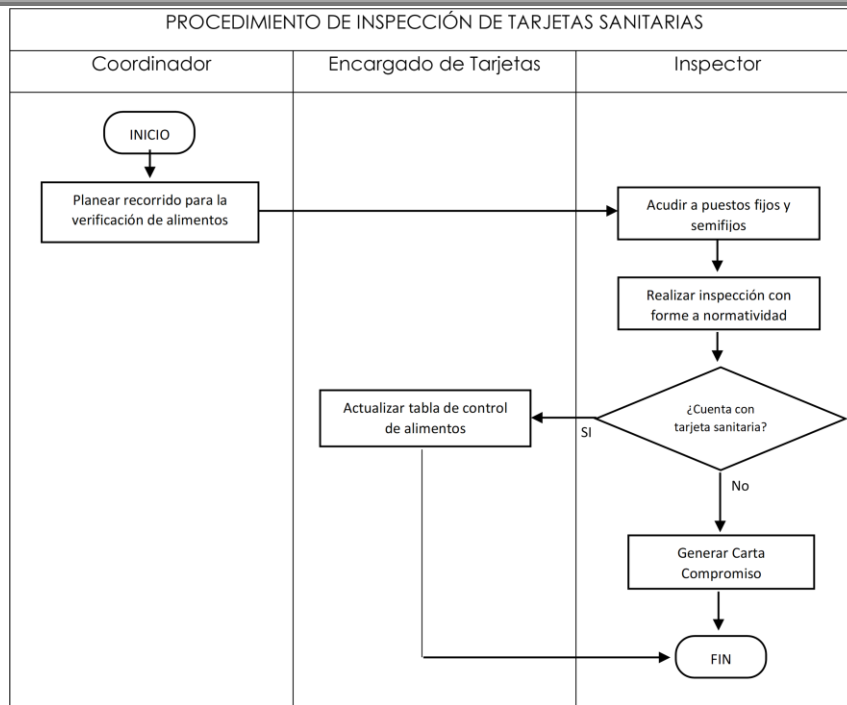 PROCEDIMIENTO DE INSPECCIÓN DE TARJETAS SANITARIAS
Coordinador
Encargado de Tarjetas
Inspector
INICIO
Planear recorrido para la
verificación de alimentos
Acudir a puestos fijos y
semifijos
Realizar inspección con
forme a normatividad
¿Cuenta con
tarjeta sanitaria?
SI
Actualizar tabla de control
de alimentos
No
Generar Carta
Compromiso
FIN